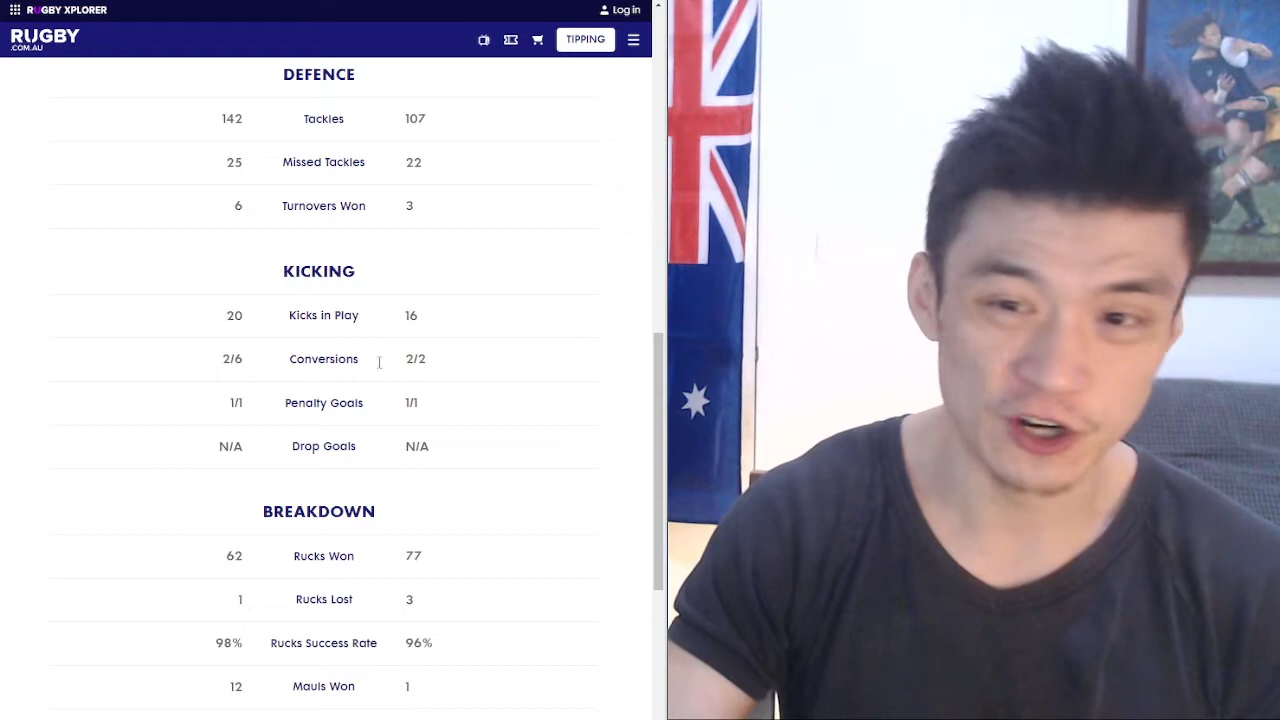 RUGBY XPLORER
Log in
RUGBY
.COM.AU
TIPPING
DEFENCE
142 Tackles 107
25 Missed Tackles 22
6 Turnovers Won 3
KICKING
20 Kicks in Play 16
2/6 Conversions 2/2
1/1 Penalty Goals 1/1
N/A Drop Goals N/A
BREAKDOWN
62 Rucks Won 77
1 Rucks Lost 3
98% Rucks Success Rate 96%
12 Mauls Won 1